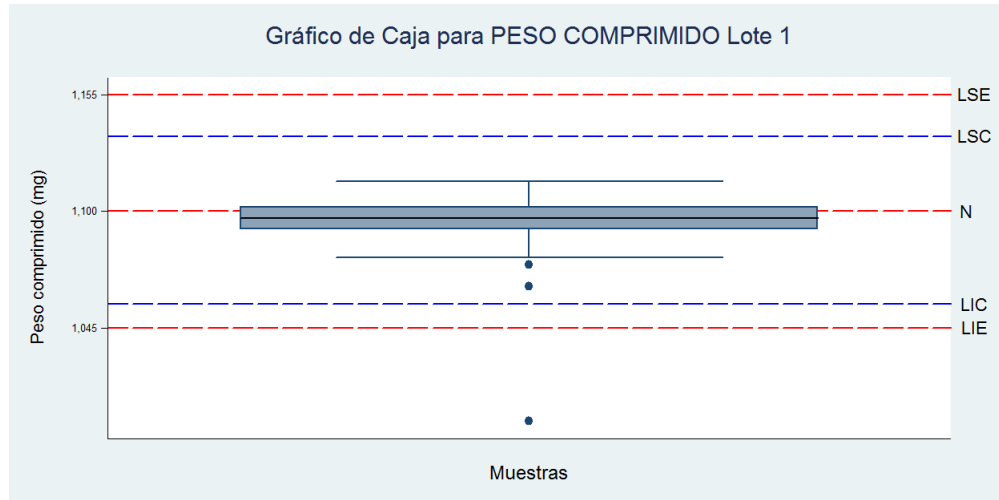 Gráfico de Caja para PESO COMPRIMIDO Lote 1
1,155
LSE
LSC
Peso comprimido (mg)
1,100
N
LIC
1,045
LIE
Muestras